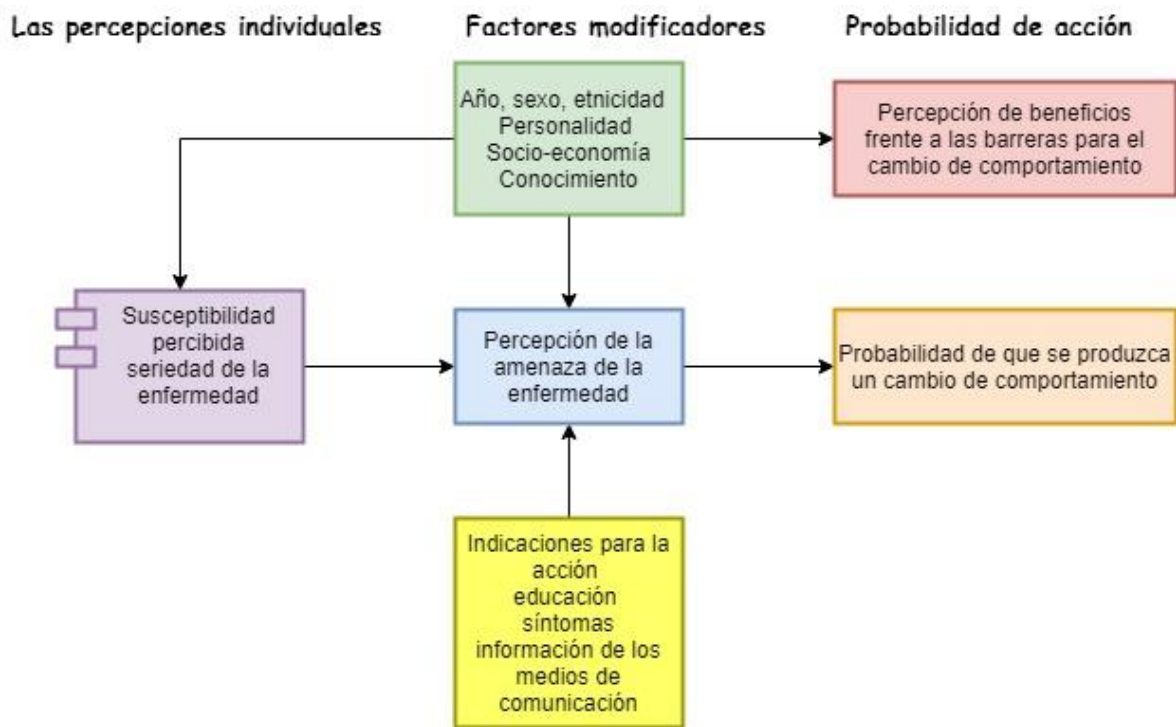 Las percepciones individuales
Factores modificadores
Probabilidad de acción
Año, sexo, etnicidad
Personalidad
Socio-economía
Conocimiento
Percepción de beneficios
frente a las barreras para el
cambio de comportamiento
Susceptibilidad
percibida
seriedad de la
enfermedad
Percepción de la
amenaza de la
enfermedad
Probabilidad de que se produzca
un cambio de comportamiento
Indicaciones para la
acción
educación
síntomas
información de los
medios de
comunicación